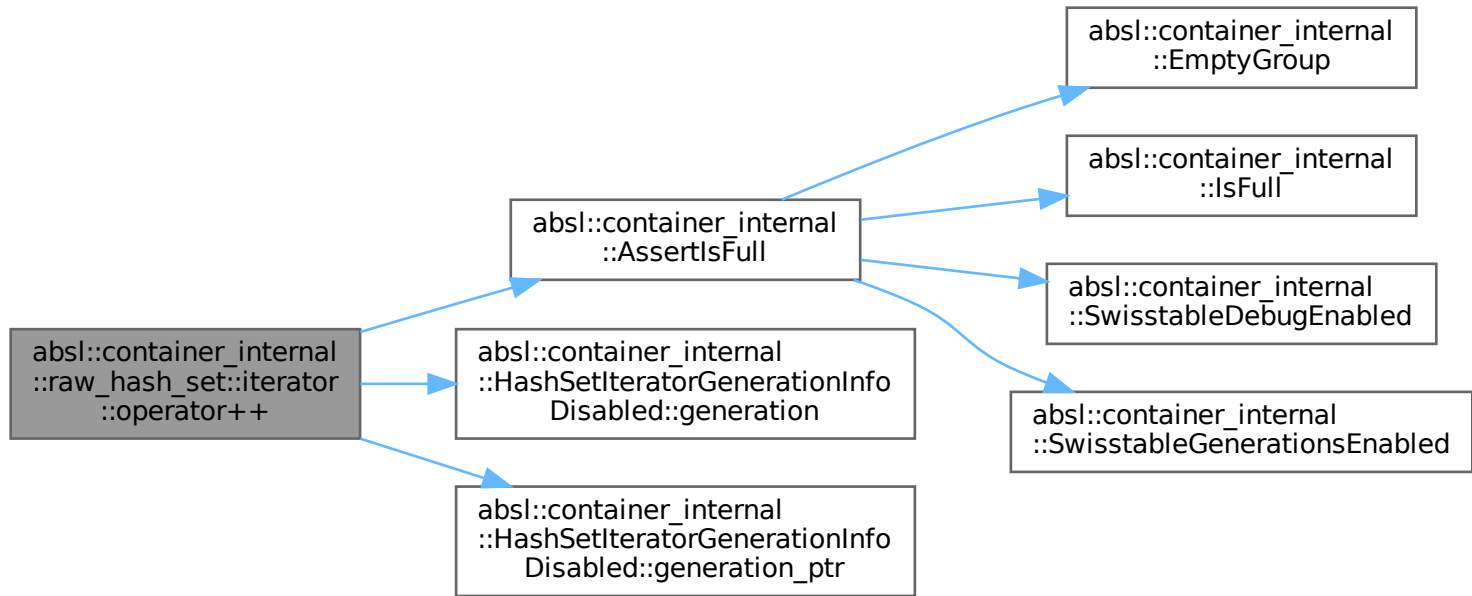 absl::container_internal
::raw_hash_set::iterator
::operator++
absl::container_internal
::AssertIsFull
absl::container_internal
::HashSetIteratorGenerationInfo
Disabled::generation
absl::container_internal
::HashSetIteratorGenerationInfo
Disabled::generation_ptr
absl::container_internal
::EmptyGroup
absl::container_internal
::IsFull
absl::container_internal
::SwisstableDebugEnabled
absl::container_internal
::SwisstableGenerationsEnabled